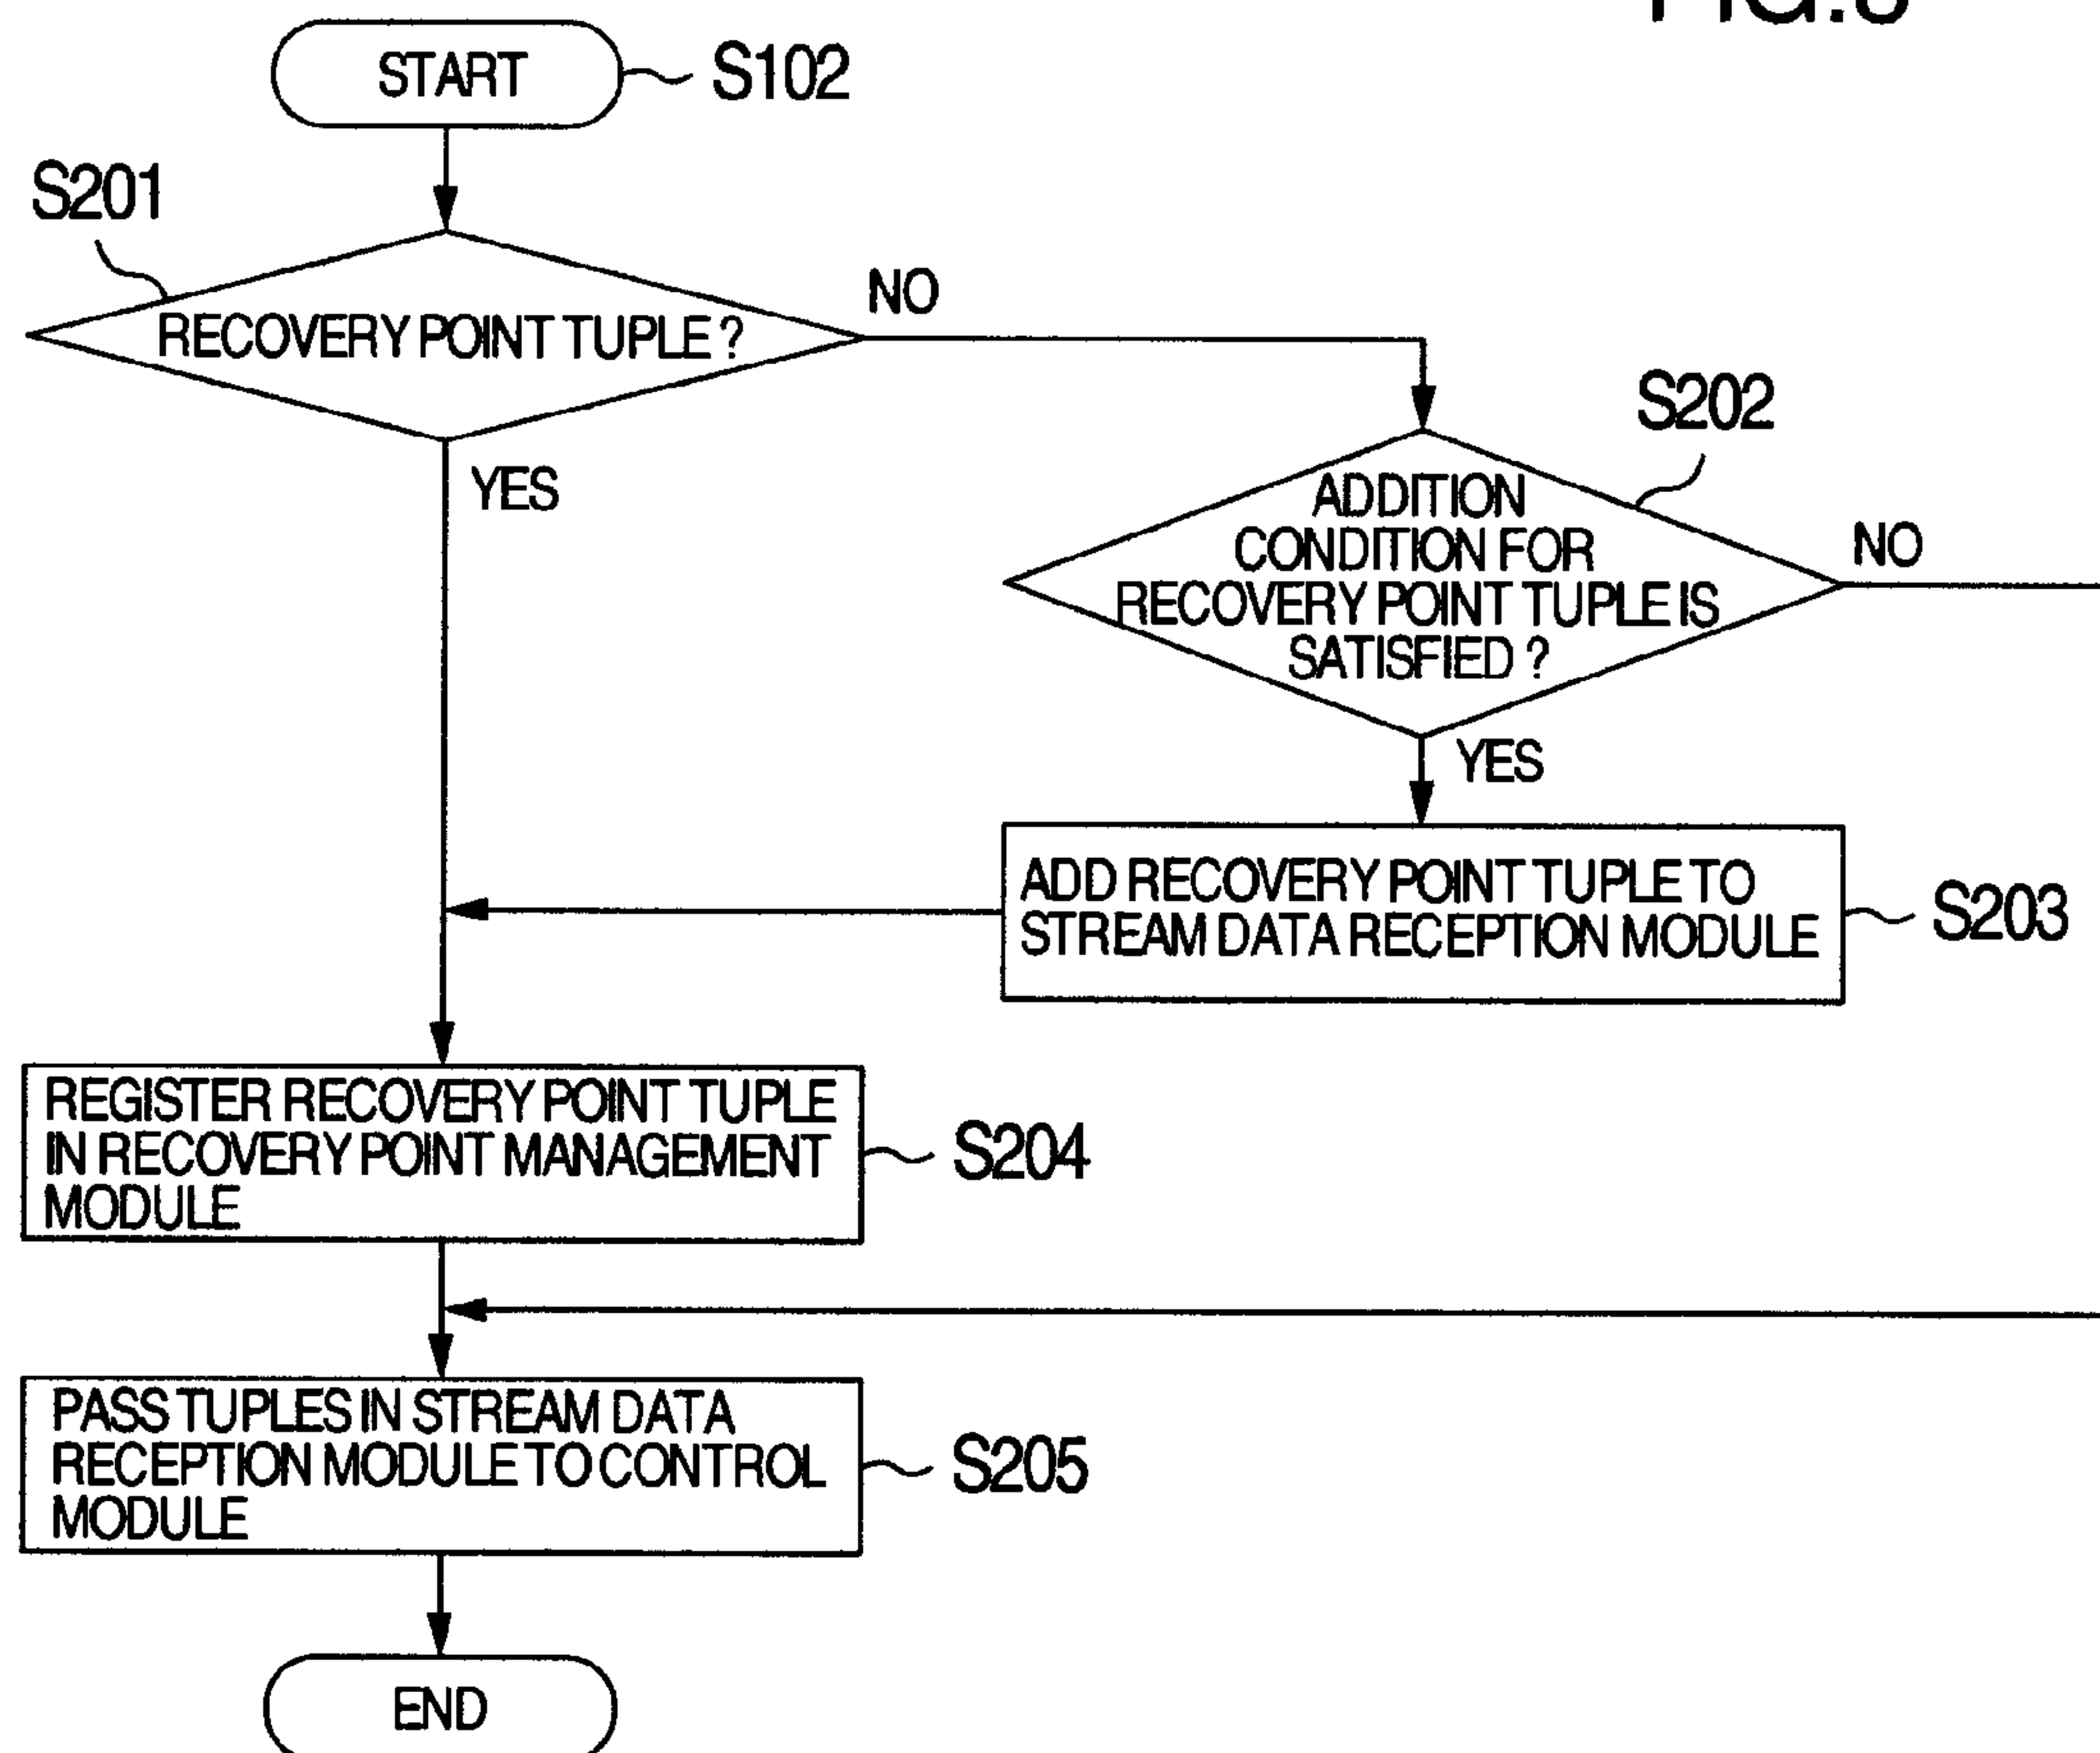 START
S102
S201
RECOVERY POINT TUPLE ?
NO
YES
S202
ADDITION
CONDITION FOR
RECOVERY POINT TUPLE IS
SATISFIED ?
NO
YES
ADD RECOVERY POINT TUPLE TO
STREAM DATA RECEPTION MODULE
S203
REGISTER RECOVERY POINT TUPLE
IN RECOVERY POINT MANAGEMENT
MODULE
S204
PASS TUPLES IN STREAM DATA
RECEPTION MODULE TO CONTROL
MODULE
S205
END